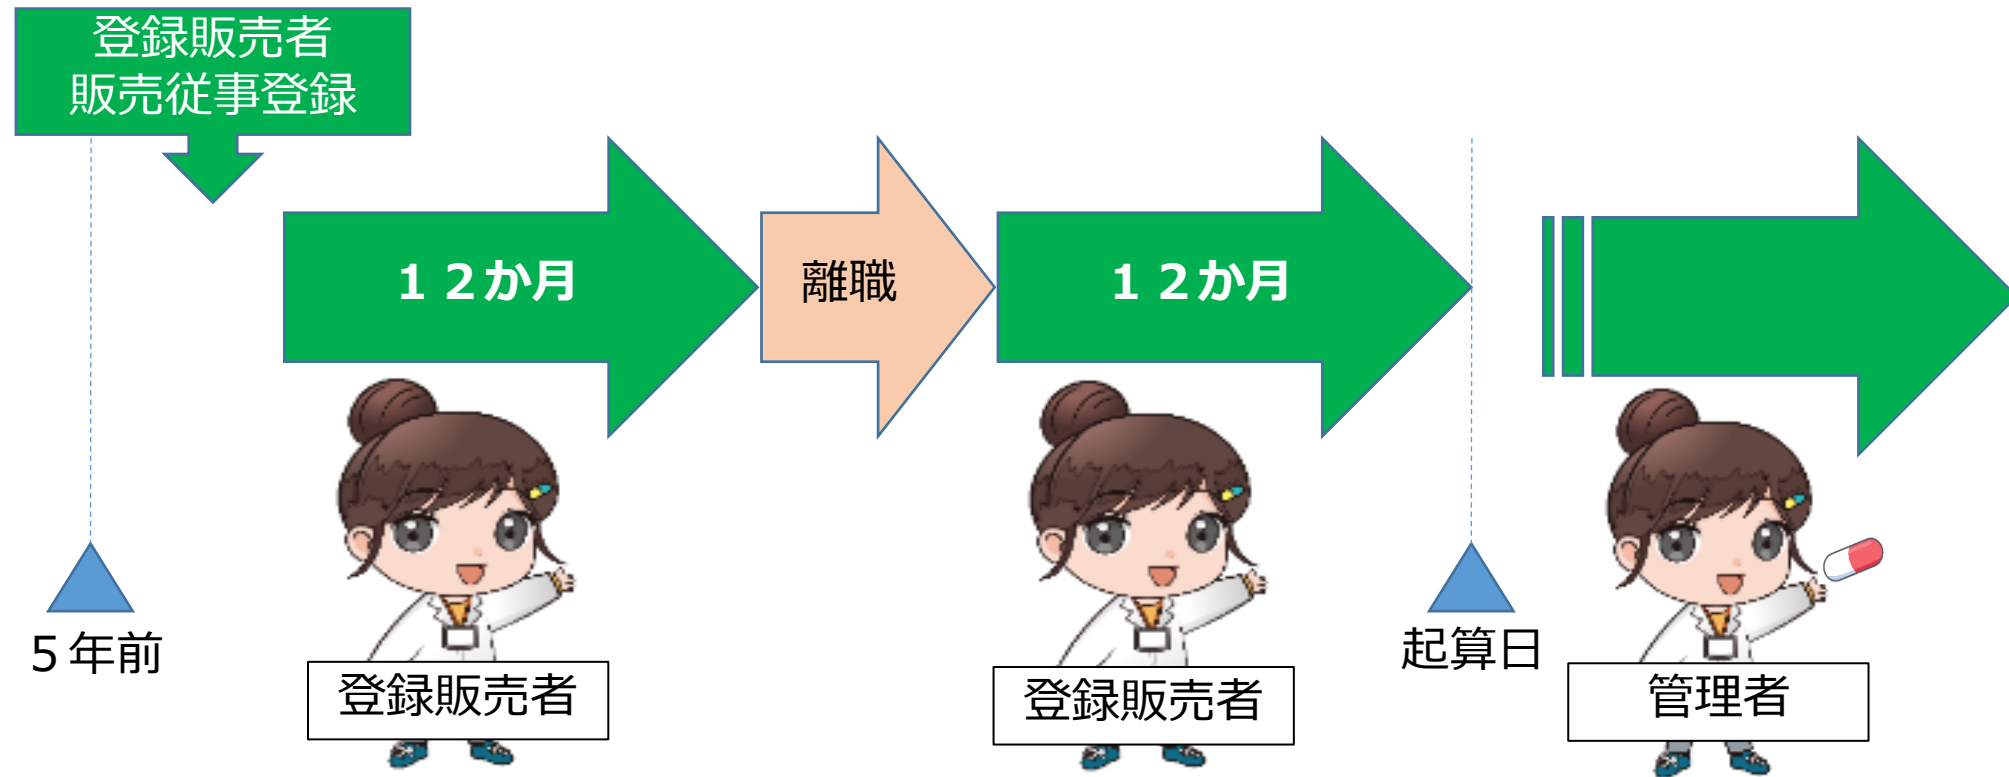 登録販売者
販売従事登録
１２か月
離職
１２か月
５年前
起算日
登録販売者
登録販売者
管理者